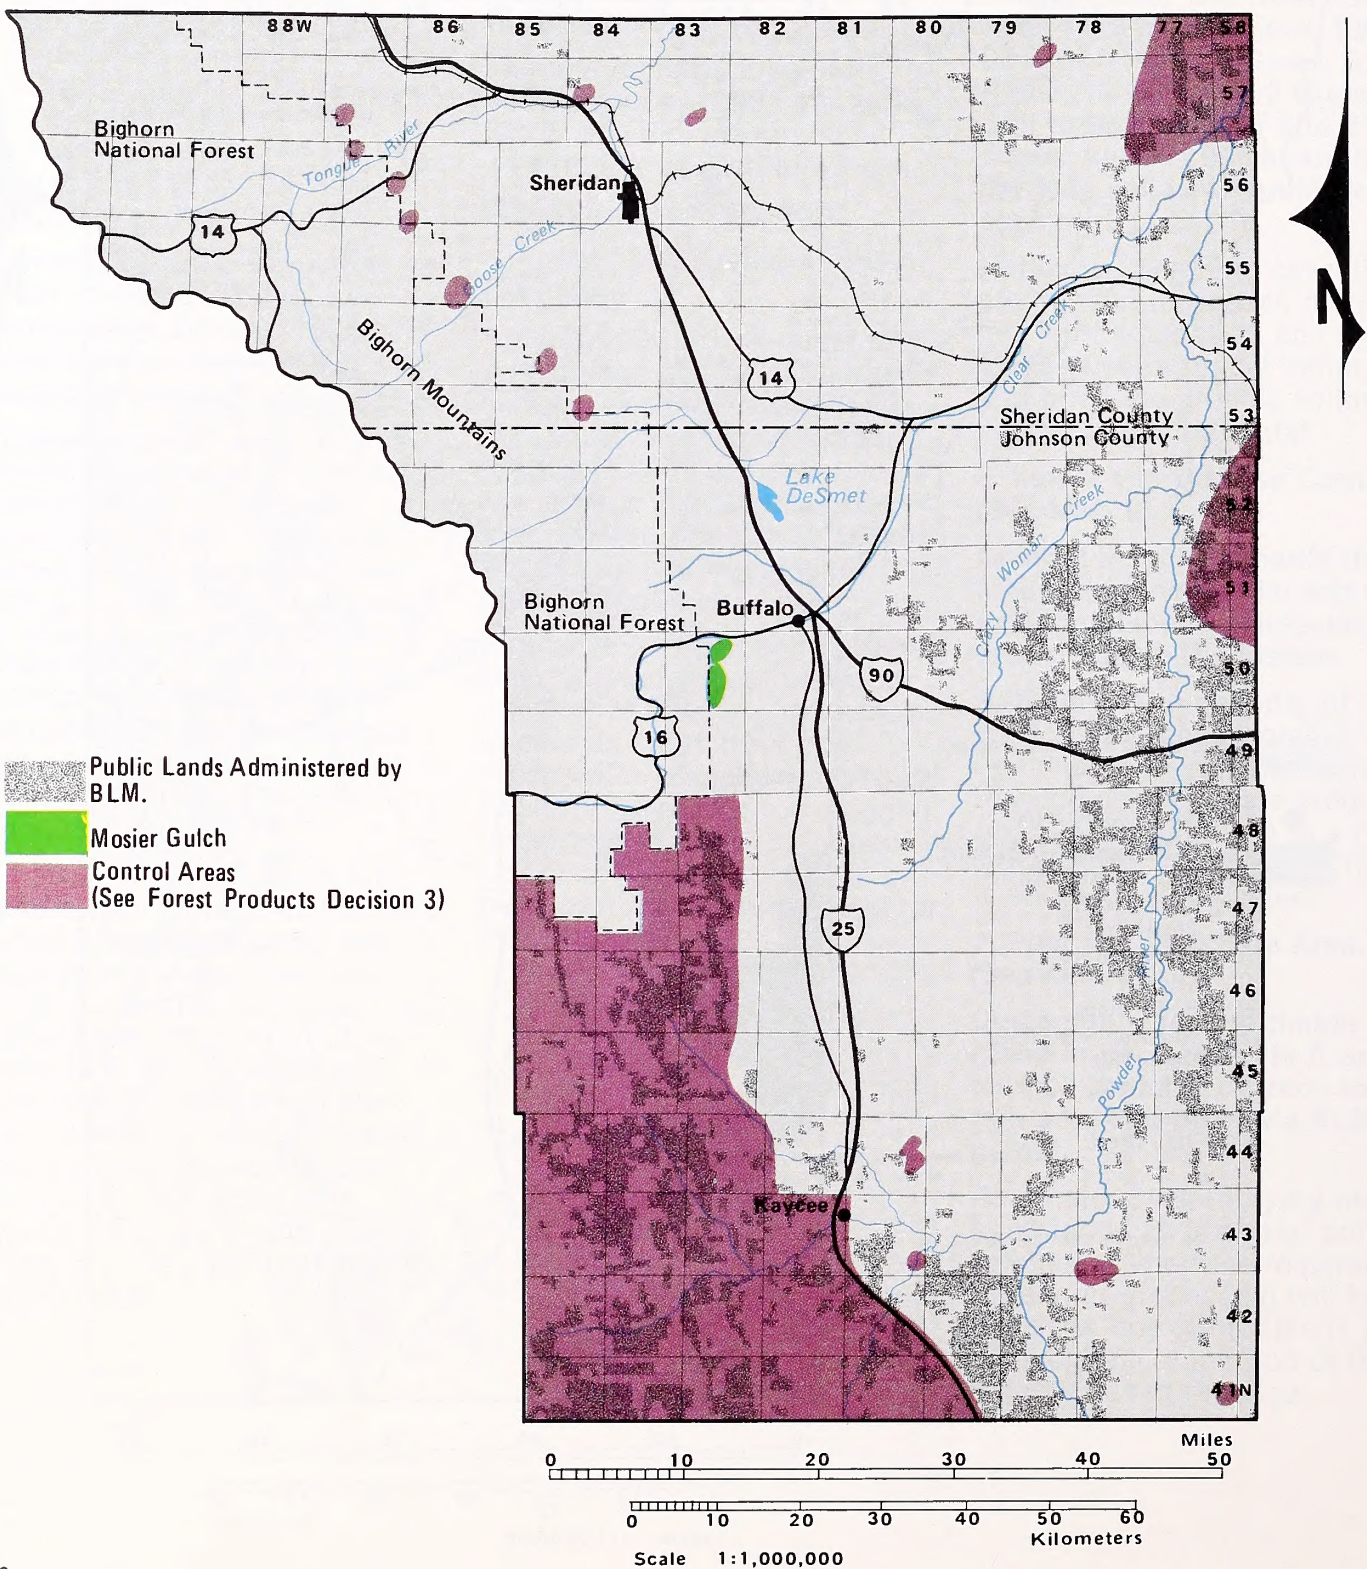 88W 86 85 84 83 82 81 80 79 78 77 58
57
Bighorn
National Forest
Tongue River
56
Sheridan
14
Goose Creek
55
Bighorn Mountains
54
14
Clear Creek
53
Sheridan County
Johnson County
Lake
DeSmet
52
Crazy Woman Creek
51
Bighorn
National Forest
Buffalo
50
90
16
49
Public Lands Administered by
BLM.
Mosier Gulch
Control Areas
(See Forest Products Decision 3)
48
47
25
46
Powder River
45
44
Kaycee
43
42
41N
N
Miles
0 10 20 30 40 50
0 10 20 30 40 50 60
Kilometers
Scale 1:1,000,000